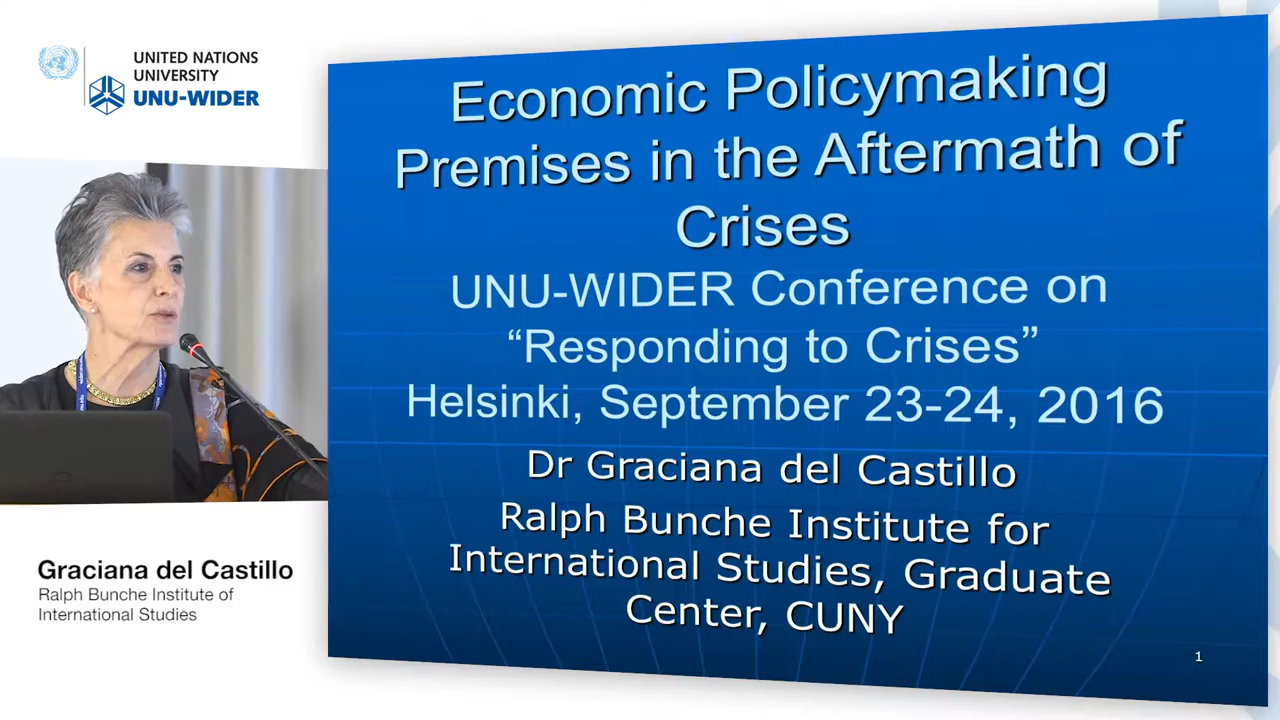 UNITED NATIONS
UNIVERSITY
UNU-WIDER
Economic Policymaking
Premises in the Aftermath of
Crises
UNU-WIDER Conference on
“Responding to Crises”
Helsinki, September 23-24, 2016
Dr Graciana del Castillo
Ralph Bunche Institute for
International Studies, Graduate
Center, CUNY
1
Graciana del Castillo
Ralph Bunche Institute of
International Studies